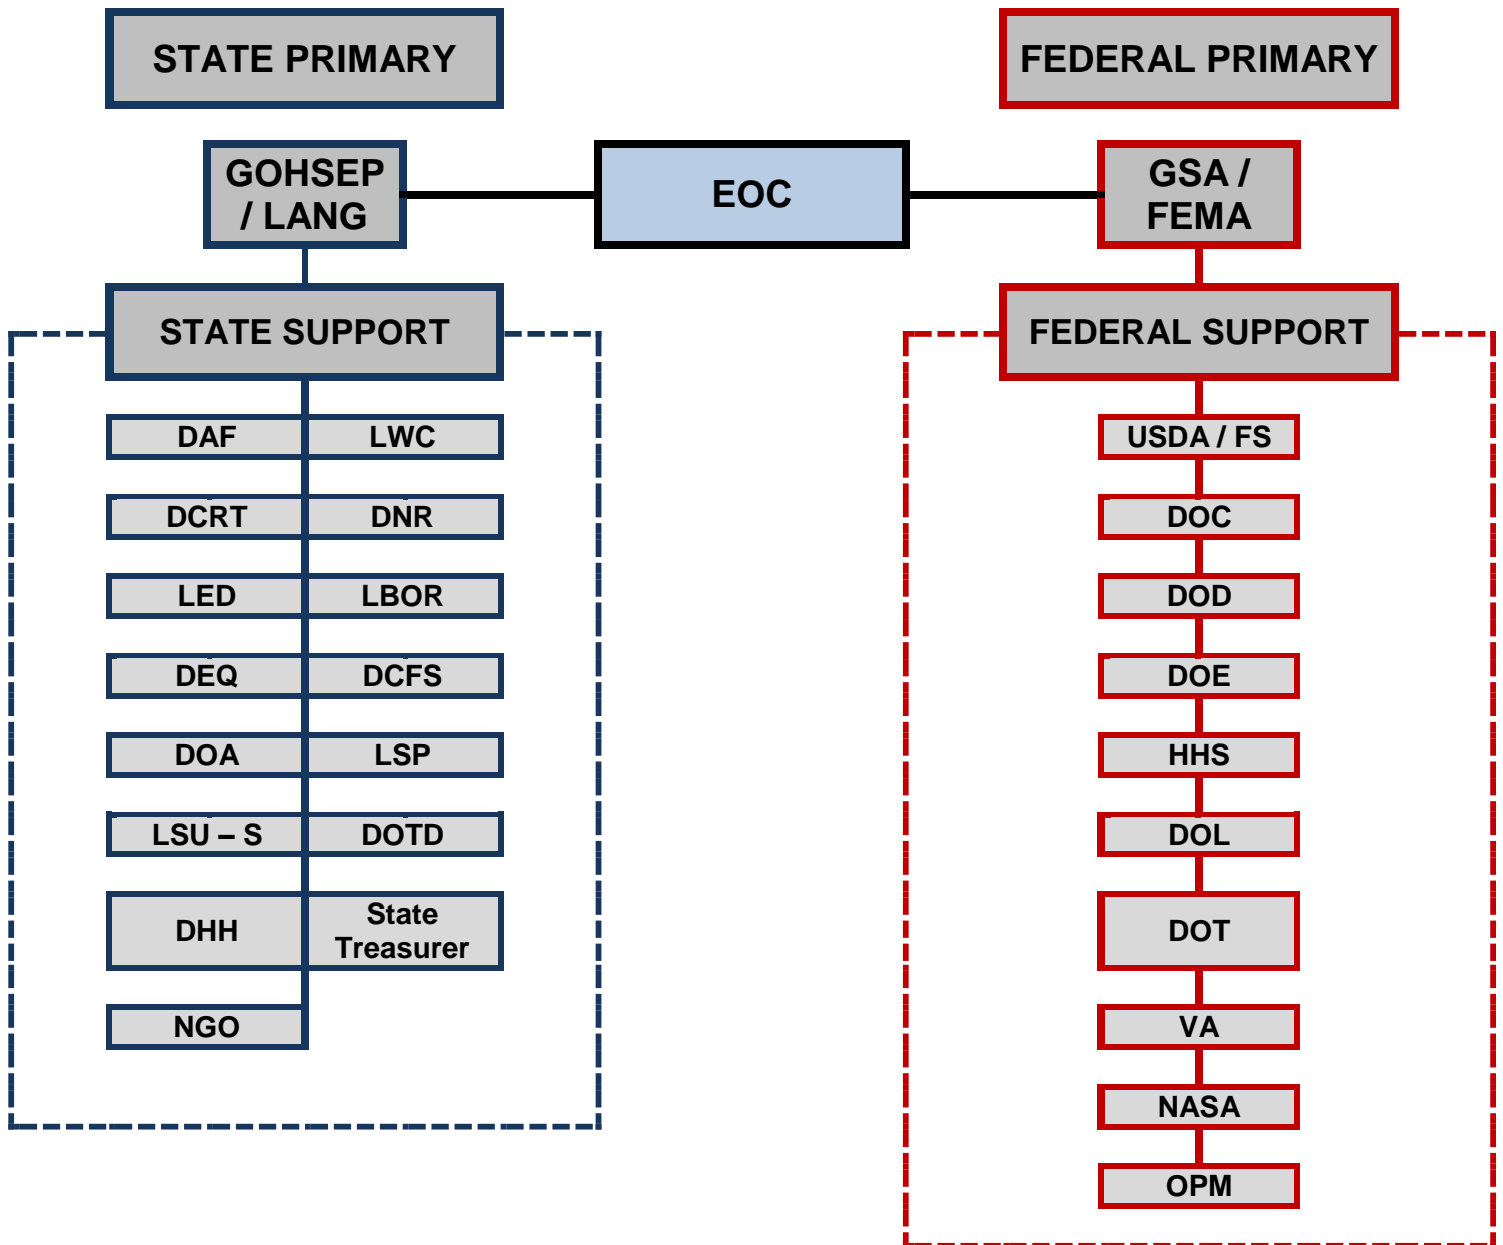 STATE PRIMARY
FEDERAL PRIMARY
GOHSEP
/ LANG
EOC
GSA /
FEMA
STATE SUPPORT
FEDERAL SUPPORT
DAF
LWC
USDA / FS
DCRT
DNR
DOC
LED
LBOR
DOD
DEQ
DCFS
DOE
DOA
LSP
HHS
LSU – S
DOTD
DOL
DHH
State
Treasurer
DOT
NGO
VA
NASA
OPM